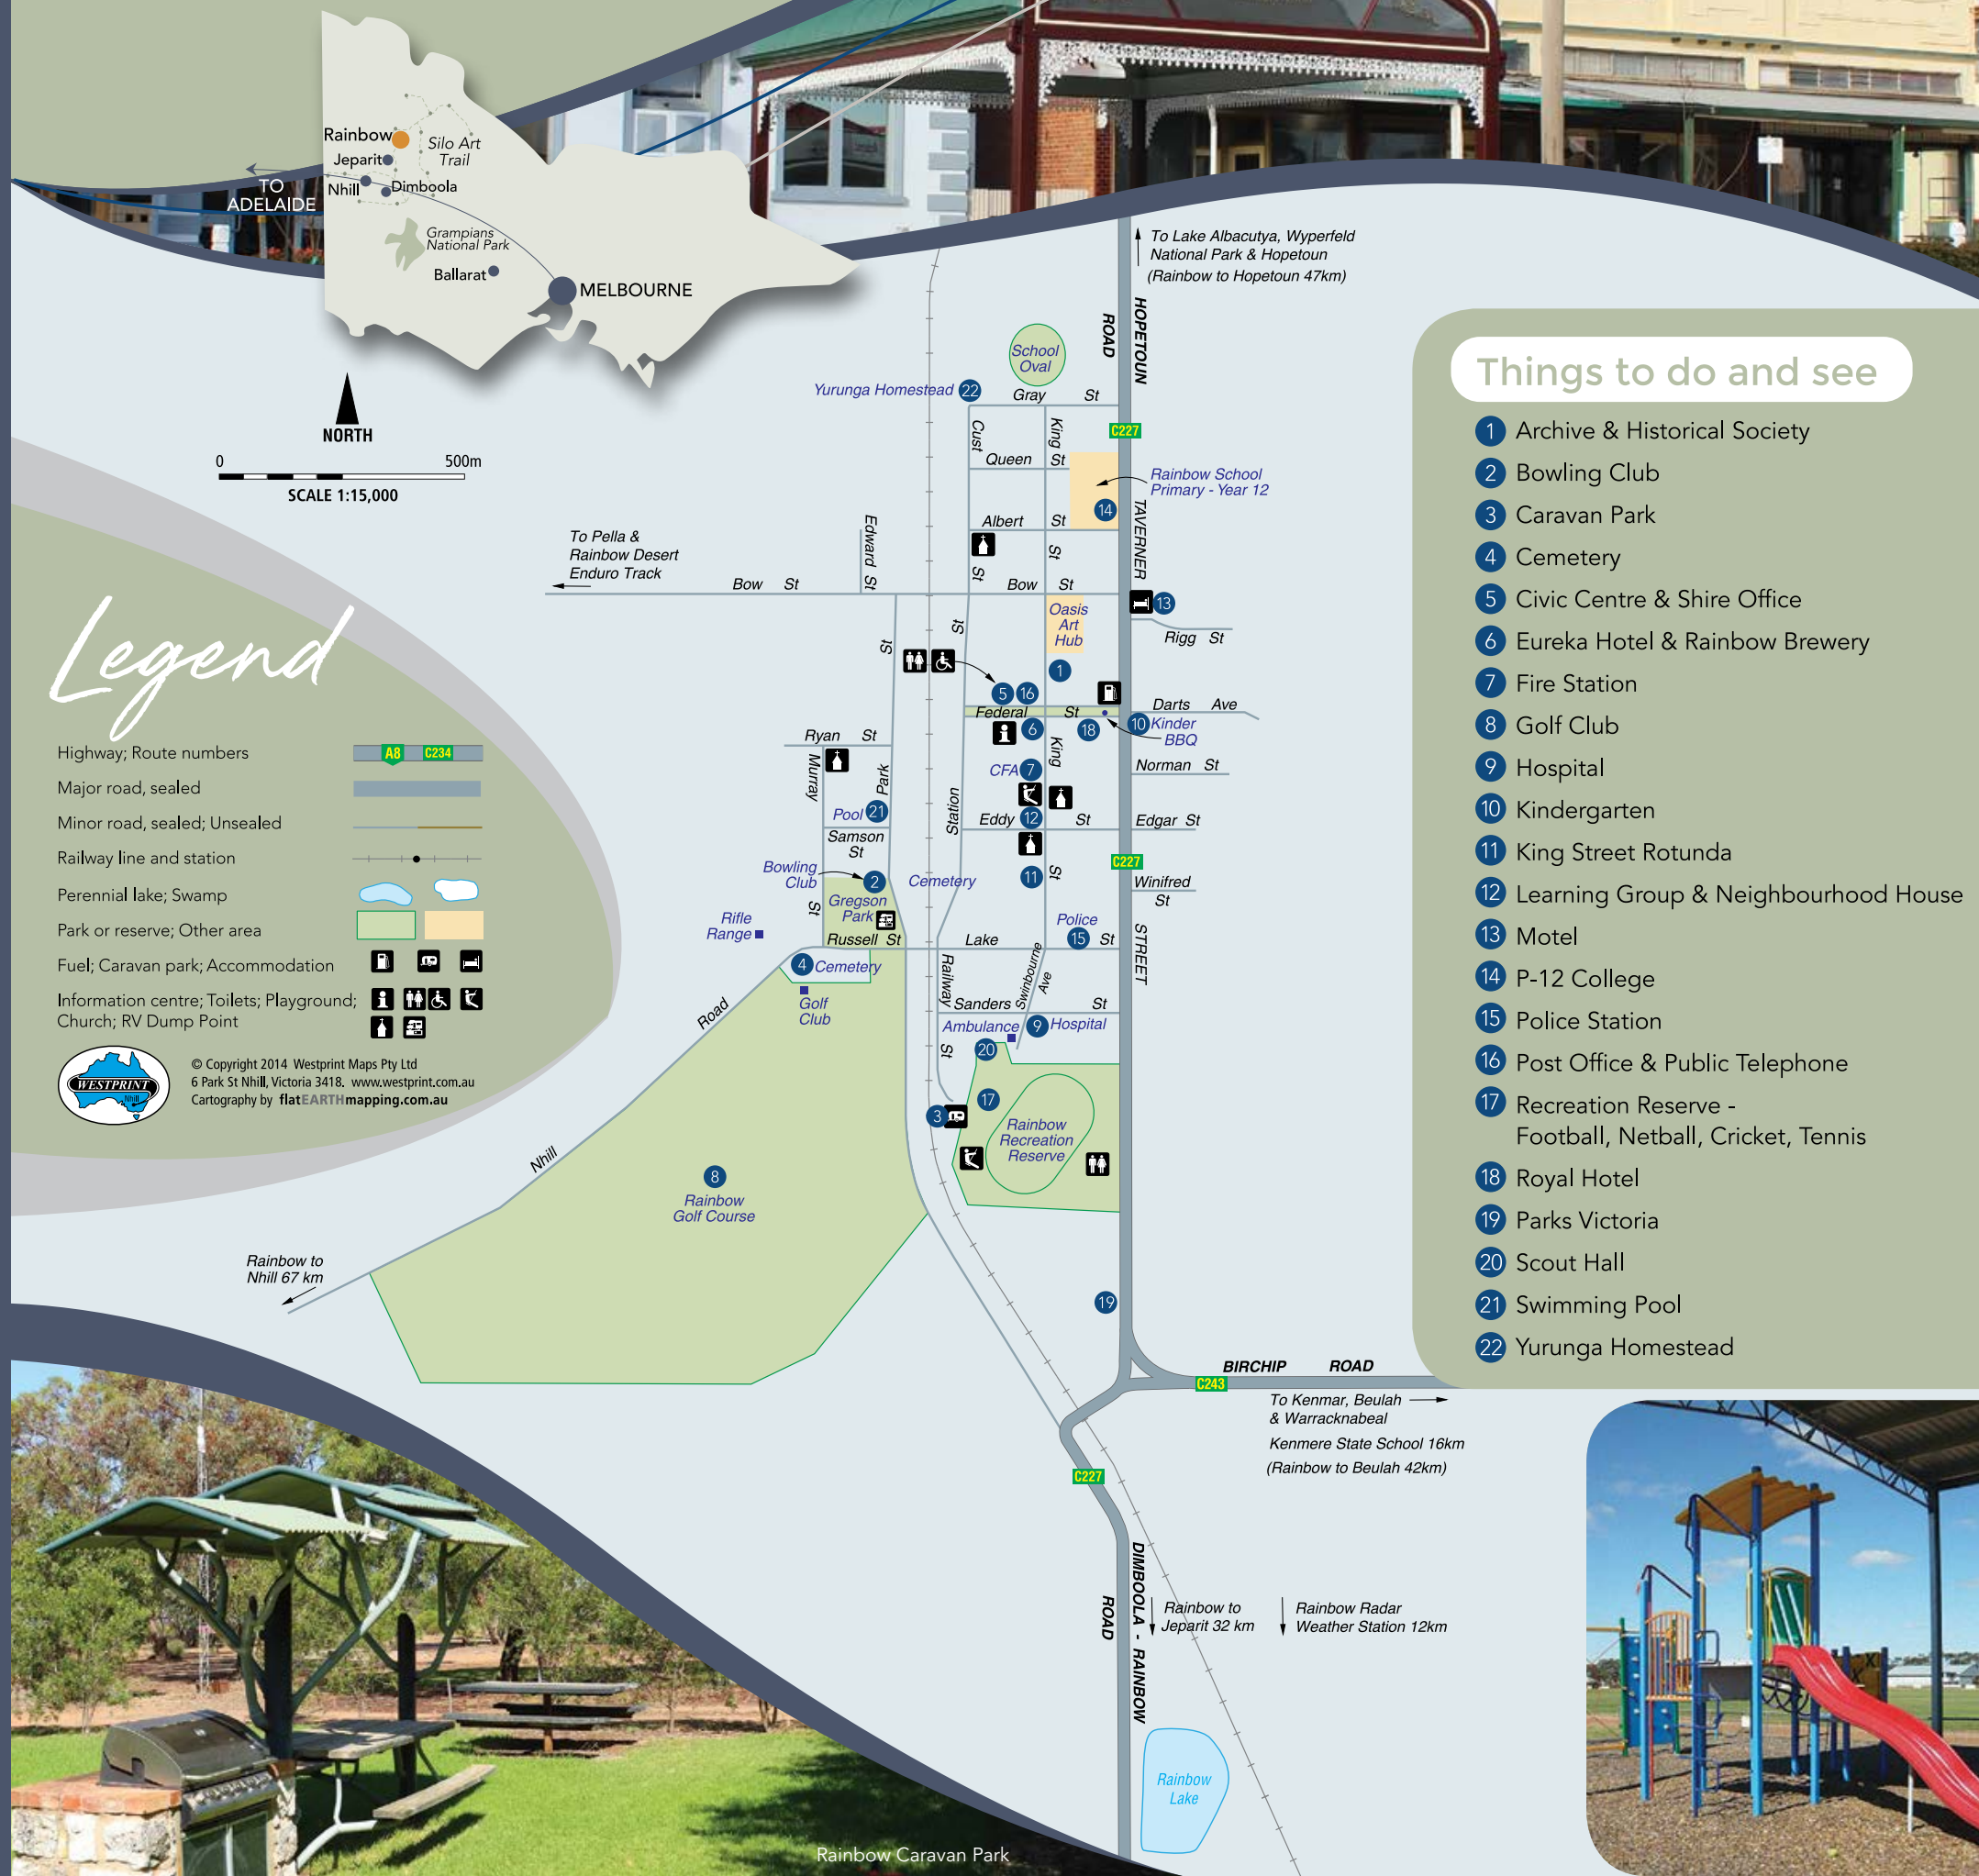 Rainbow
Jeparit
Nhill
Dimboola
Silo Art
Trail
TO
ADELAIDE
Grampians
National Park
Ballarat
MELBOURNE
NORTH
0 500m
SCALE 1:15,000
Legend
Highway; Route numbers
A8 C234
Major road, sealed
Minor road, sealed; Unsealed
Railway line and station
Perennial lake; Swamp
Park or reserve; Other area
Fuel; Caravan park; Accommodation
Information centre; Toilets; Playground;
Church; RV Dump Point
WESTPRINT
Nhill
© Copyright 2014 Westprint Maps Pty Ltd
6 Park St Nhill, Victoria 3418. www.westprint.com.au
Cartography by flatEARTHmapping.com.au
To Lake Albacutya, Wyperfeld
National Park & Hopetoun
(Rainbow to Hopetoun 47km)
HOPETOUN
ROAD
School
Oval
Yurunga Homestead 22
Gray St
Cust
King
C227
Queen St
Rainbow School
Primary - Year 12
14
TAVERNER
Albert St
Edward St
St
St
To Pella &
Rainbow Desert
Enduro Track
Bow St
Bow St
13
Oasis
Art
Hub
Rigg St
St
St
1
5 16
Federal St
Darts Ave
6
18
10 Kinder
BBQ
Ryan St
Murray
Park
King
CFA 7
Norman St
Pool 21
Station
Eddy 12 St
Edgar St
Samson
St
C227
Bowling
Club
2
Cemetery
11
St
Winifred
St
St
Gregson
Park
Rifle
Range
Police
15
Russell St
Lake St
STREET
4 Cemetery
Railway
Swinbourne
Ave
Golf
Club
Road
Sanders St
Ambulance
9 Hospital
St
20
17
3
Rainbow
Recreation
Reserve
Nhill
8
Rainbow
Golf Course
Rainbow to
Nhill 67 km
19
BIRCHIP ROAD
C243
To Kenmar, Beulah
& Warracknabeal
Kenmere State School 16km
(Rainbow to Beulah 42km)
C227
DIMBOOLA - RAINBOW
ROAD
Rainbow to
Jeparit 32 km
Rainbow Radar
Weather Station 12km
Rainbow
Lake
Things to do and see
1 Archive & Historical Society
2 Bowling Club
3 Caravan Park
4 Cemetery
5 Civic Centre & Shire Office
6 Eureka Hotel & Rainbow Brewery
7 Fire Station
8 Golf Club
9 Hospital
10 Kindergarten
11 King Street Rotunda
12 Learning Group & Neighbourhood House
13 Motel
14 P-12 College
15 Police Station
16 Post Office & Public Telephone
17 Recreation Reserve -
Football, Netball, Cricket, Tennis
18 Royal Hotel
19 Parks Victoria
20 Scout Hall
21 Swimming Pool
22 Yurunga Homestead
Rainbow Caravan Park